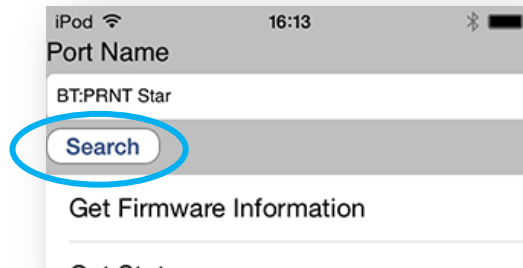 iPod 16:13
Port Name
BT:PRNT Star
Search
Get Firmware Information